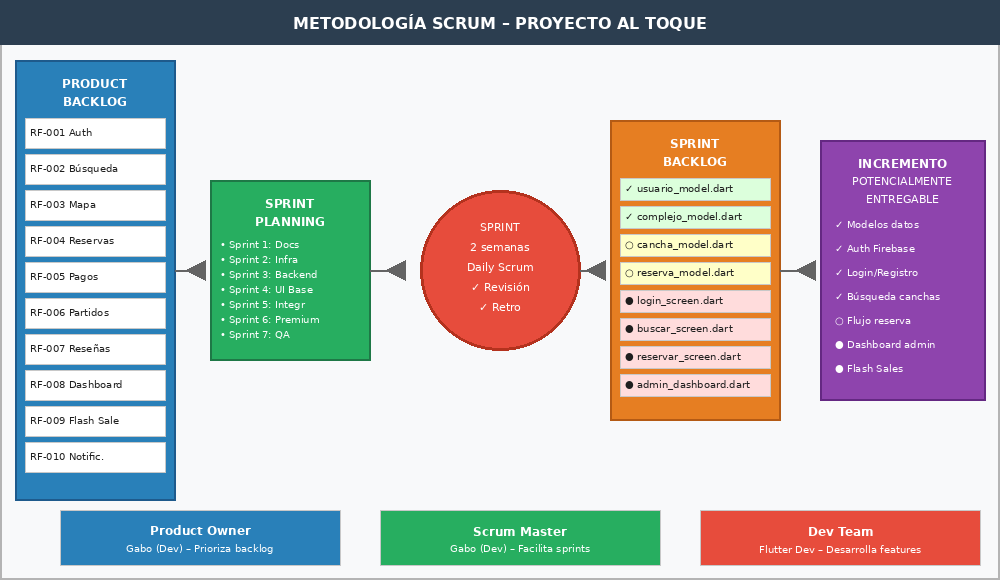 METODOLOGÍA SCRUM – PROYECTO AL TOQUE
PRODUCT
BACKLOG
RF-001 Auth
RF-002 Búsqueda
RF-003 Mapa
RF-004 Reservas
RF-005 Pagos
RF-006 Partidos
RF-007 Reseñas
RF-008 Dashboard
RF-009 Flash Sale
RF-010 Notific.
SPRINT
PLANNING
• Sprint 1: Docs
• Sprint 2: Infra
• Sprint 3: Backend
• Sprint 4: UI Base
• Sprint 5: Integr
• Sprint 6: Premium
• Sprint 7: QA
SPRINT
2 semanas
Daily Scrum
✓ Revisión
✓ Retro
SPRINT
BACKLOG
✓ usuario_model.dart
✓ complejo_model.dart
○ cancha_model.dart
○ reserva_model.dart
● login_screen.dart
● buscar_screen.dart
● reservar_screen.dart
● admin_dashboard.dart
INCREMENTO
POTENCIALMENTE
ENTREGABLE
✓ Modelos datos
✓ Auth Firebase
✓ Login/Registro
✓ Búsqueda canchas
○ Flujo reserva
● Dashboard admin
● Flash Sales
Product Owner
Gabo (Dev) – Prioriza backlog
Scrum Master
Gabo (Dev) – Facilita sprints
Dev Team
Flutter Dev – Desarrolla features